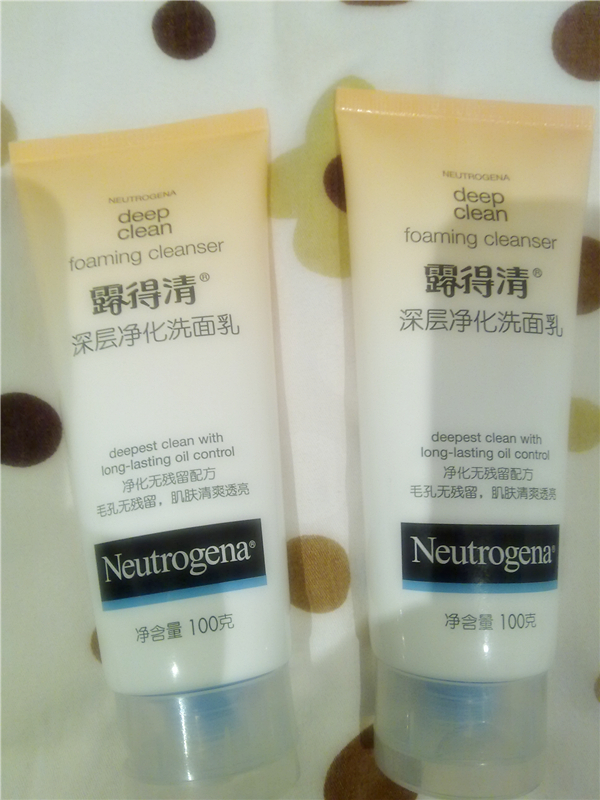 NEUTROGENA
deep
clean
foaming cleanser
露得清®
深层净化洗面乳
deepest clean with
long-lasting oil control
净化无残留配方
毛孔无残留，肌肤清爽透亮
Neutrogena®
净含量 100克
NEUTROGENA
deep
clean
foaming cleanser
露得清®
深层净化洗面乳
deepest clean with
long-lasting oil control
净化无残留配方
毛孔无残留，肌肤清爽透亮
Neutrogena®
净含量 100克